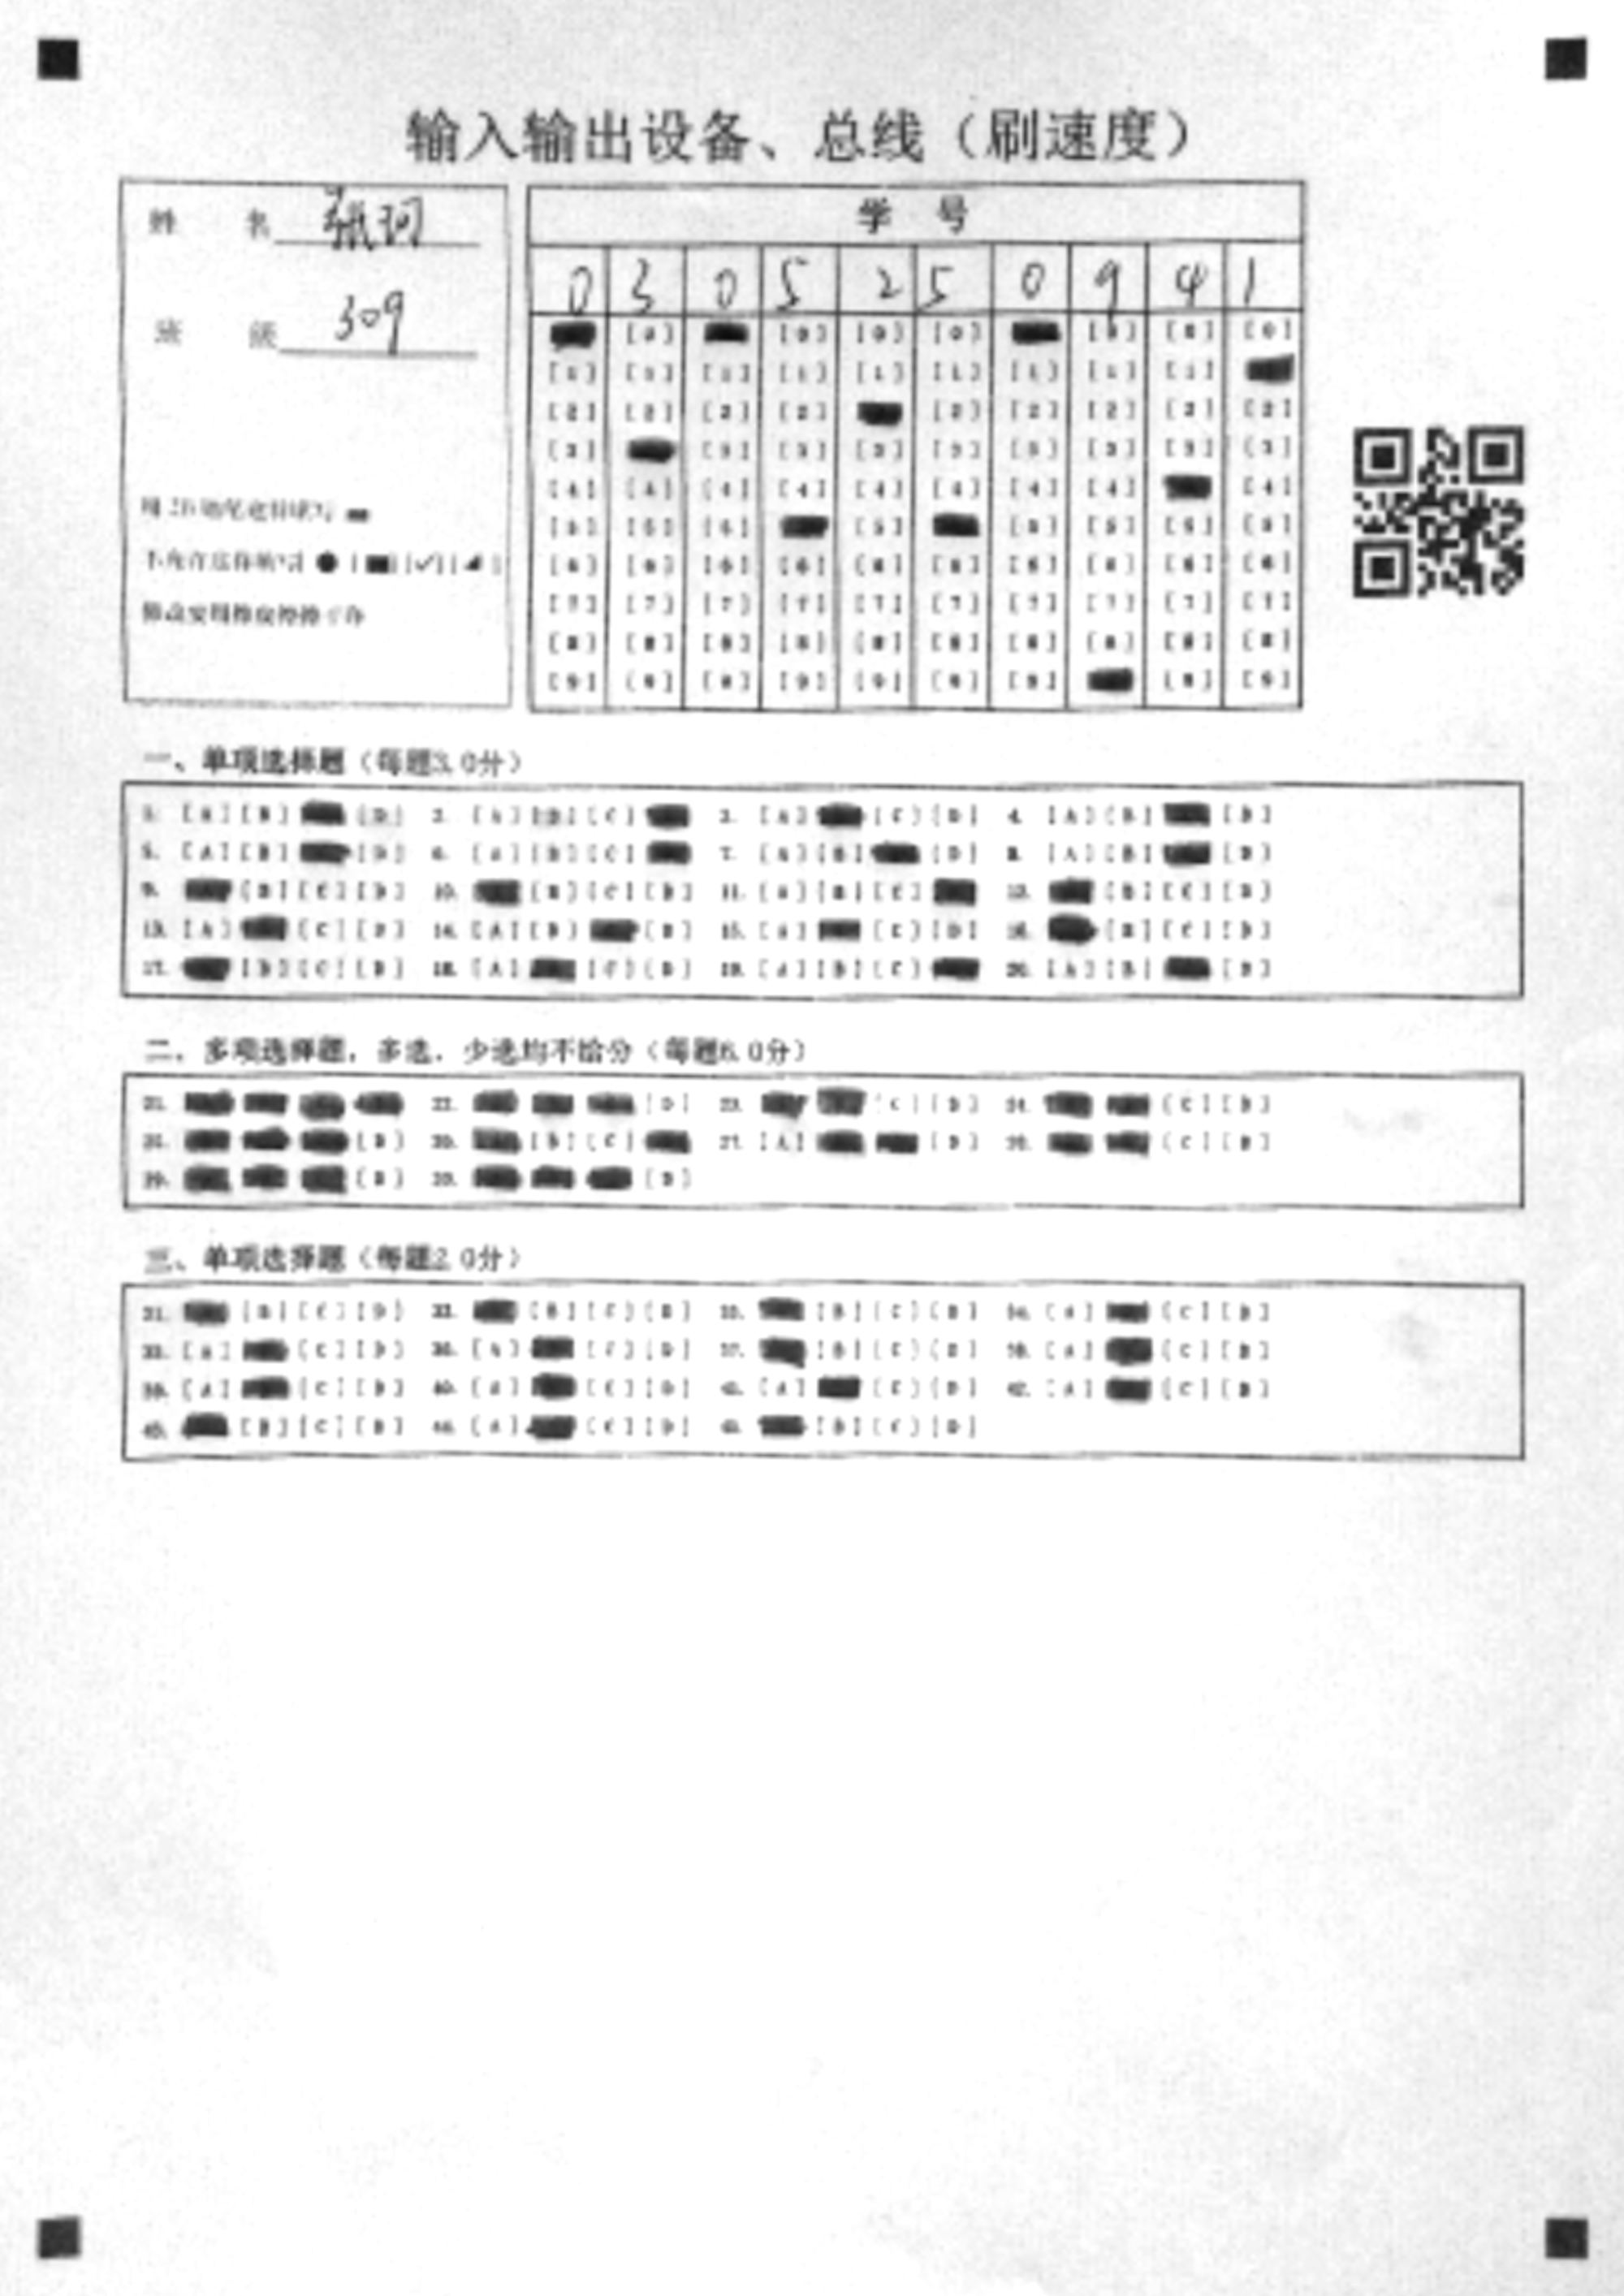 输入输出设备、总线（刷速度）
姓 名 张珂
班 级 309
学 号
0 3 0 5 2 5 0 9 4 1
[0] [0] [0] [0] [0] [0] [0]
[1] [1] [1] [1] [1] [1] [1] [1] [1]
[2] [2] [2] [2] [2] [2] [2] [2] [2]
[3] [3] [3] [3] [3] [3] [3] [3] [3]
[4] [4] [4] [4] [4] [4] [4] [4] [4]
[5] [5] [5] [5] [5] [5] [5] [5]
[6] [6] [6] [6] [6] [6] [6] [6] [6] [6]
[7] [7] [7] [7] [7] [7] [7] [7] [7] [7]
[8] [8] [8] [8] [8] [8] [8] [8] [8] [8]
[9] [9] [9] [9] [9] [9] [9] [9] [9]
一、单项选择题（每题3.0分）
1. [A] [B] [D] 2. [A] [B] [C] 3. [A] [C] [D] 4. [A] [B] [D]
5. [A] [B] [D] 6. [A] [B] [C] 7. [A] [B] [D] 8. [A] [B] [D]
9. [B] [C] [D] 10. [B] [C] [D] 11. [A] [B] [C] 12. [B] [C] [D]
13. [A] [C] [D] 14. [A] [B] [D] 15. [A] [C] [D] 16. [B] [C] [D]
17. [B] [C] [D] 18. [A] [C] [D] 19. [A] [B] [C] 20. [A] [B] [D]
二、多项选择题，多选、少选均不给分（每题6.0分）
21. 22. [D] 23. [C] [D] 24. [C] [D]
25. [D] 26. [B] [C] 27. [A] [D] 28. [C] [D]
29. [D] 30. [D]
三、单项选择题（每题2.0分）
31. [B] [C] [D] 32. [B] [C] [D] 33. [B] [C] [D] 34. [A] [C] [D]
35. [A] [C] [D] 36. [A] [C] [D] 37. [B] [C] [D] 38. [A] [C] [D]
39. [A] [C] [D] 40. [A] [C] [D] 41. [A] [C] [D] 42. [A] [C] [D]
43. [B] [C] [D] 44. [A] [C] [D] 45. [B] [C] [D]